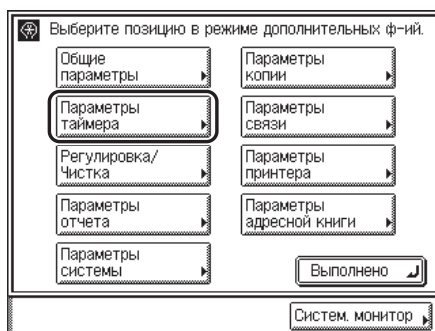 Выберите позицию в режиме дополнительных ф-ий.
Общие
параметры
Параметры
копии
Параметры
таймера
Параметры
связи
Регулировка/
Чистка
Параметры
принтера
Параметры
отчета
Параметры
адресной книги
Параметры
системы
Выполнено
Систем. монитор